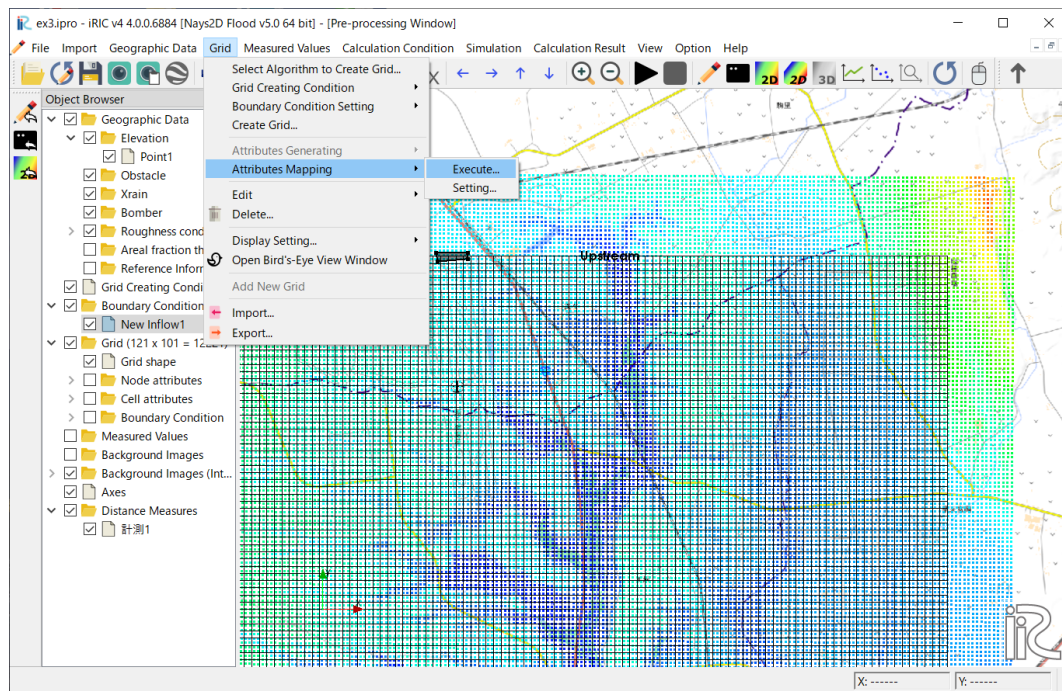 ex3.ipro - iRIC v4 4.0.0.6884 [Nays2D Flood v5.0 64 bit] - [Pre-processing Window]
File Import Geographic Data Grid Measured Values Calculation Condition Simulation Calculation Result View Option Help
2D 2D 3D
Object Browser
Geographic Data
Elevation
Point1
Obstacle
Xrain
Bomber
Roughness cond
Areal fraction th
Reference Inforr
Grid Creating Condi
Boundary Condition
New Inflow1
Grid (121 x 101 = 12221)
Grid shape
Node attributes
Cell attributes
Boundary Condition
Measured Values
Background Images
Background Images (Int...
Axes
Distance Measures
計測1
Select Algorithm to Create Grid...
Grid Creating Condition
Boundary Condition Setting
Create Grid...
Attributes Generating
Attributes Mapping
Edit
Delete...
Display Setting...
Open Bird's-Eye View Window
Add New Grid
Import...
Export...
Execute...
Setting...
Upstream
Y
X
iRIC
X: ------
Y: ------